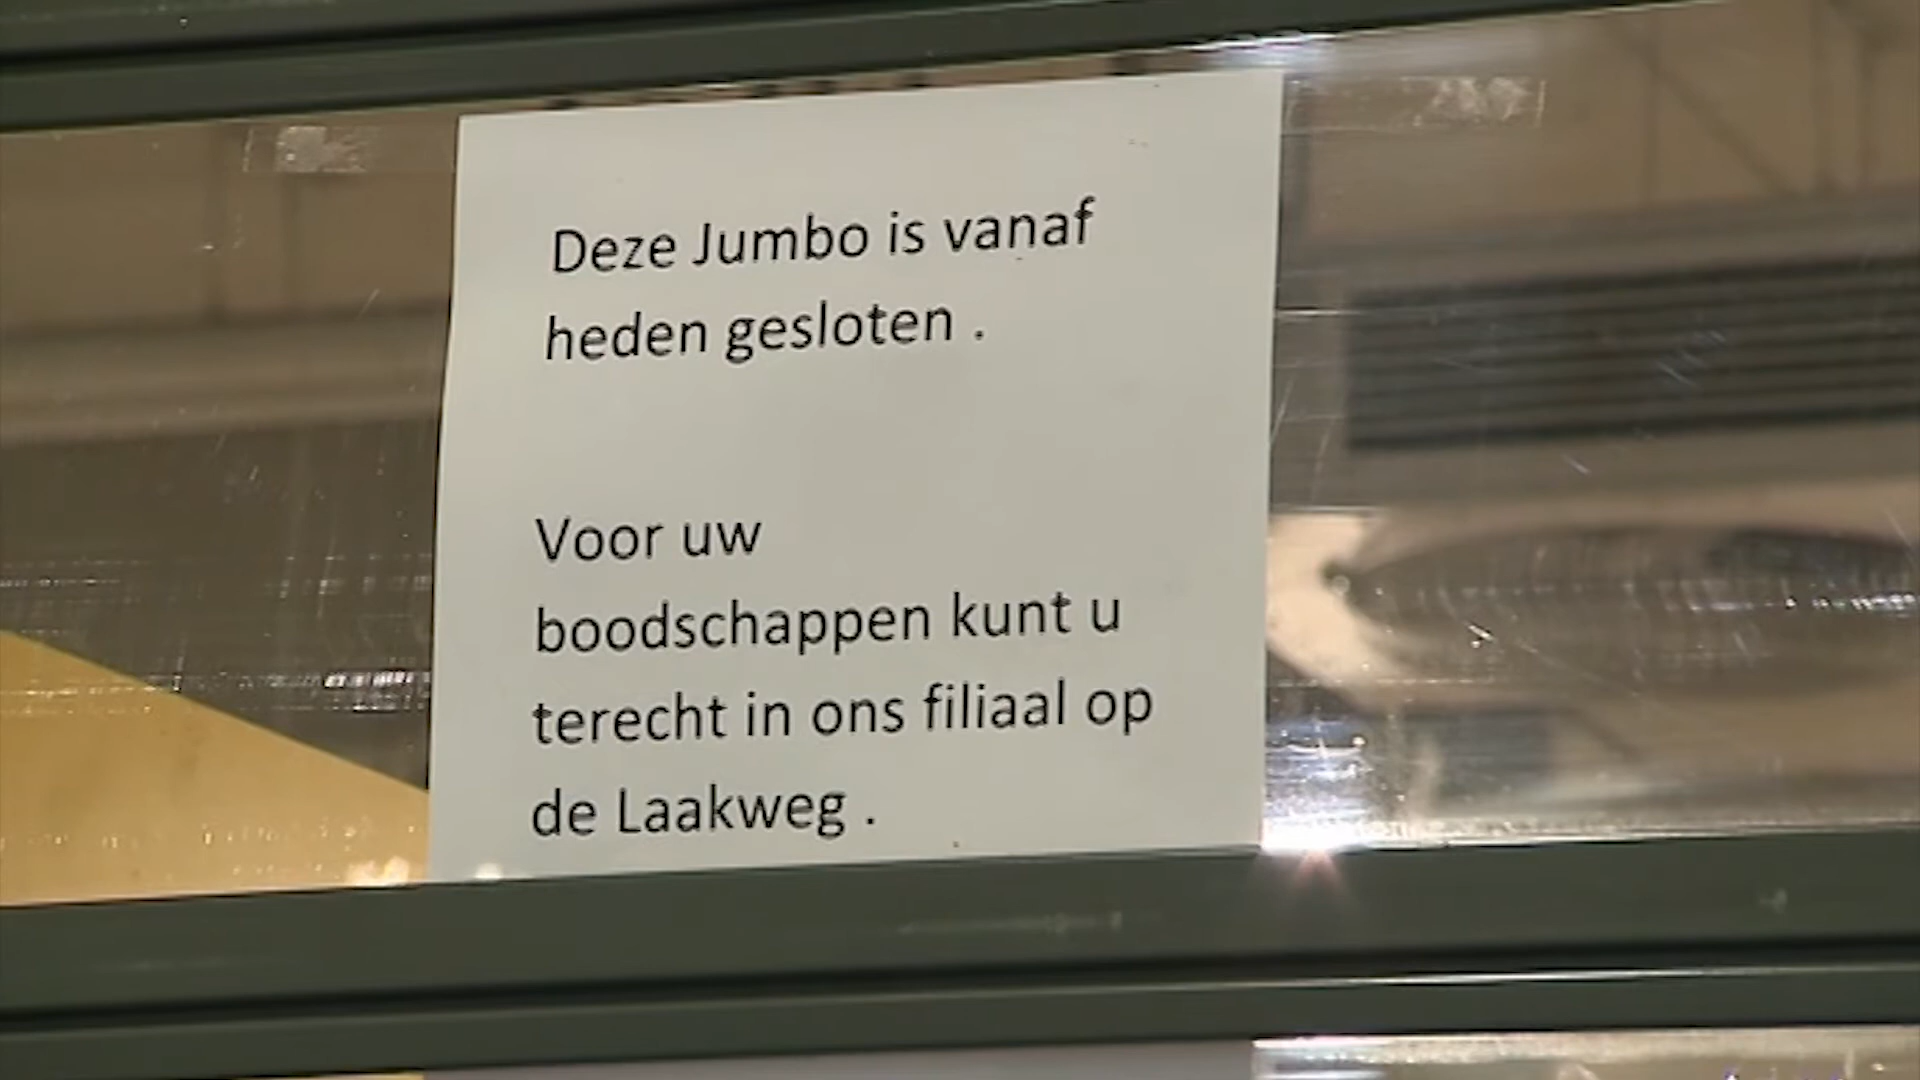 Deze Jumbo is vanaf
heden gesloten .
Voor uw
boodschappen kunt u
terecht in ons filiaal op
de Laakweg .